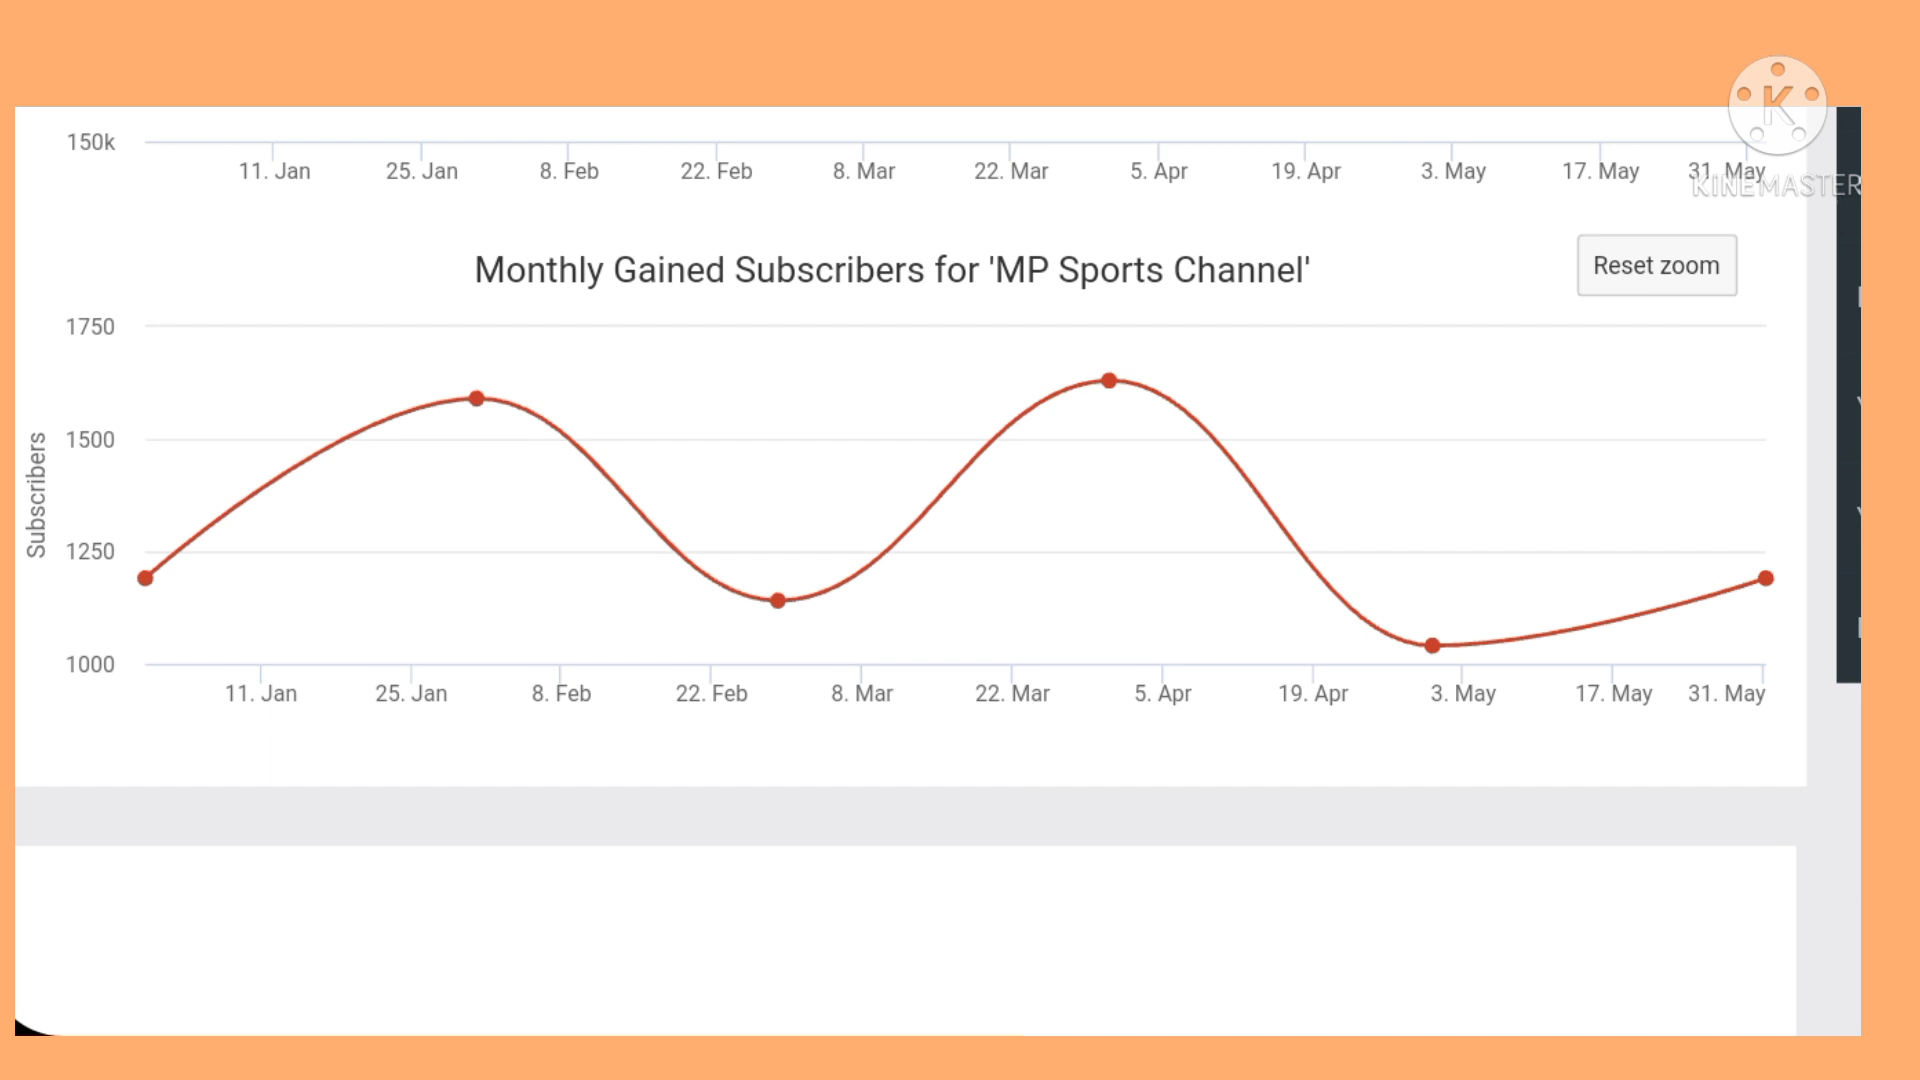 150k
11. Jan 25. Jan 8. Feb 22. Feb 8. Mar 22. Mar 5. Apr 19. Apr 3. May 17. May 31. May
K
KINEMASTER
Monthly Gained Subscribers for 'MP Sports Channel'
Reset zoom
Subscribers
1750
1500
1250
1000
11. Jan 25. Jan 8. Feb 22. Feb 8. Mar 22. Mar 5. Apr 19. Apr 3. May 17. May 31. May